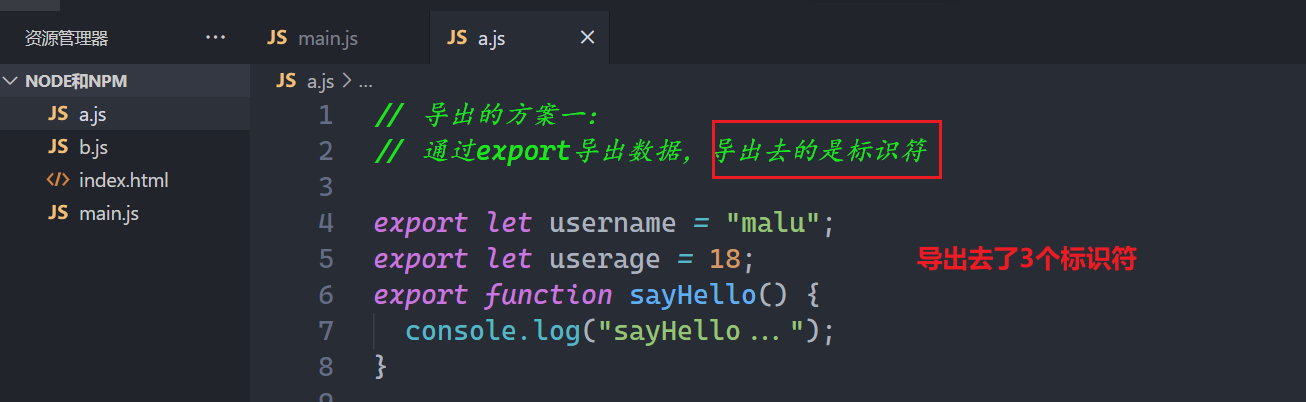 资源管理器 ...
JS main.js
JS a.js ×
NODE和NPM
JS a.js
JS b.js
<> index.html
JS main.js
JS a.js > ...
1 // 导出的方案一:
2 // 通过export导出数据, 导出去的是标识符
3
4 export let username = "malu";
5 export let userage = 18;
导出去了3个标识符
6 export function sayHello() {
7 console.log("sayHello...");
8 }
9